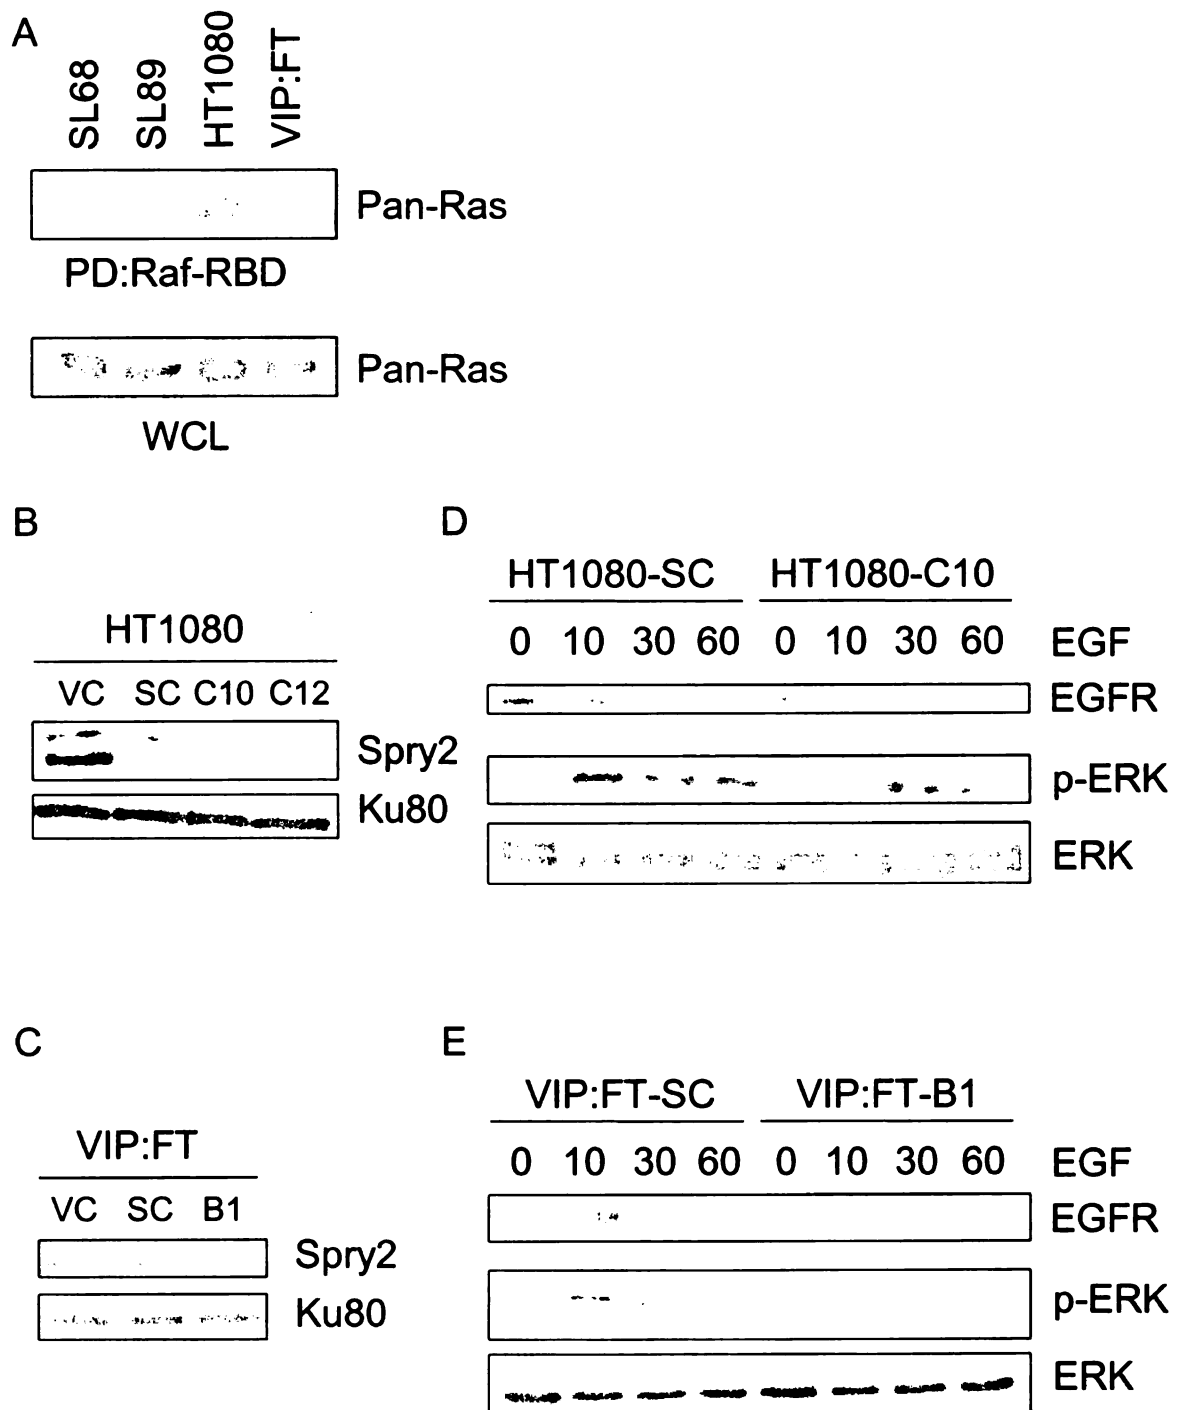 A
SL68 SL89 HT1080 VIP:FT
Pan-Ras
PD:Raf-RBD
Pan-Ras
WCL
B
HT1080
VC SC C10 C12
Spry2
Ku80
D
HT1080-SC HT1080-C10
0 10 30 60 0 10 30 60 EGF
EGFR
p-ERK
ERK
C
VIP:FT
VC SC B1
Spry2
Ku80
E
VIP:FT-SC VIP:FT-B1
0 10 30 60 0 10 30 60 EGF
EGFR
p-ERK
ERK